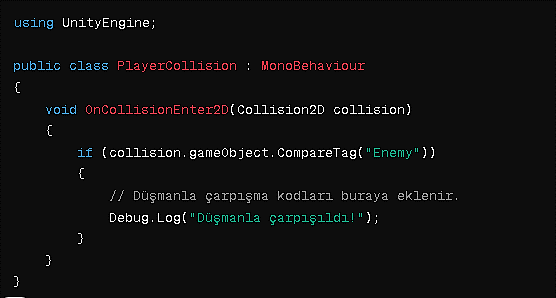 using UnityEngine;
public class PlayerCollision : MonoBehaviour
{
    void OnCollisionEnter2D(Collision2D collision)
    {
        if (collision.gameObject.CompareTag("Enemy"))
        {
            // Düşmanla çarpışma kodları buraya eklenir.
            Debug.Log("Düşmanla çarpışıldı!");
        }
    }
}